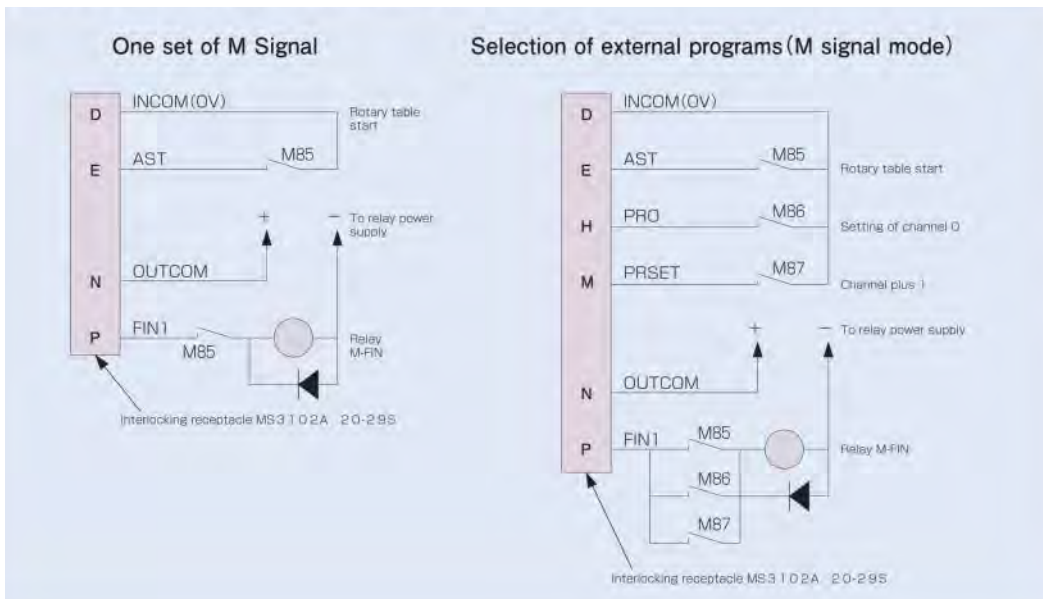 One set of M Signal
D
INCOM(0V)
Rotary table
start
E
AST
M85
+
−
To relay power
supply
N
OUTCOM
P
FIN1
M85
Relay
M-FIN
Interlocking receptacle MS3102A 20-29S
Selection of external programs(M signal mode)
D
INCOM(0V)
E
AST
M85
Rotary table start
H
PRO
M86
Setting of channel 0
M
PRSET
M87
Channel plus 1
+
−
To relay power supply
N
OUTCOM
P
FIN1
M85
Relay M-FIN
M86
M87
Interlocking receptacle MS3102A 20-29S